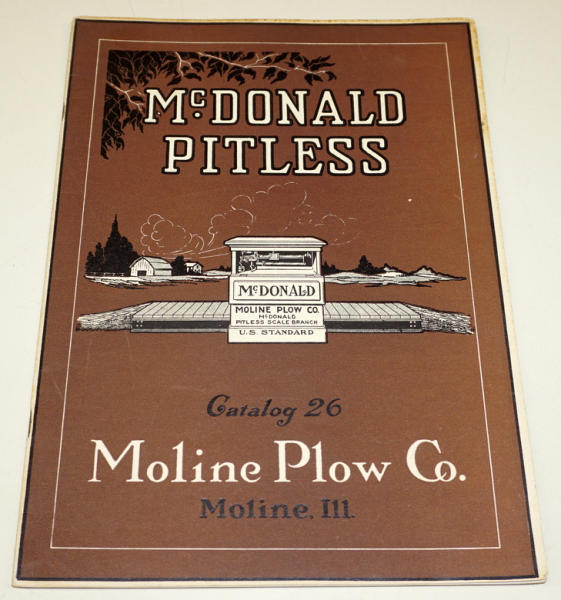 McDONALD
PITLESS
McDONALD
MOLINE PLOW CO.
McDONALD
PITLESS SCALE BRANCH
U.S. STANDARD
Catalog 26
Moline Plow Co.
Moline, Ill.